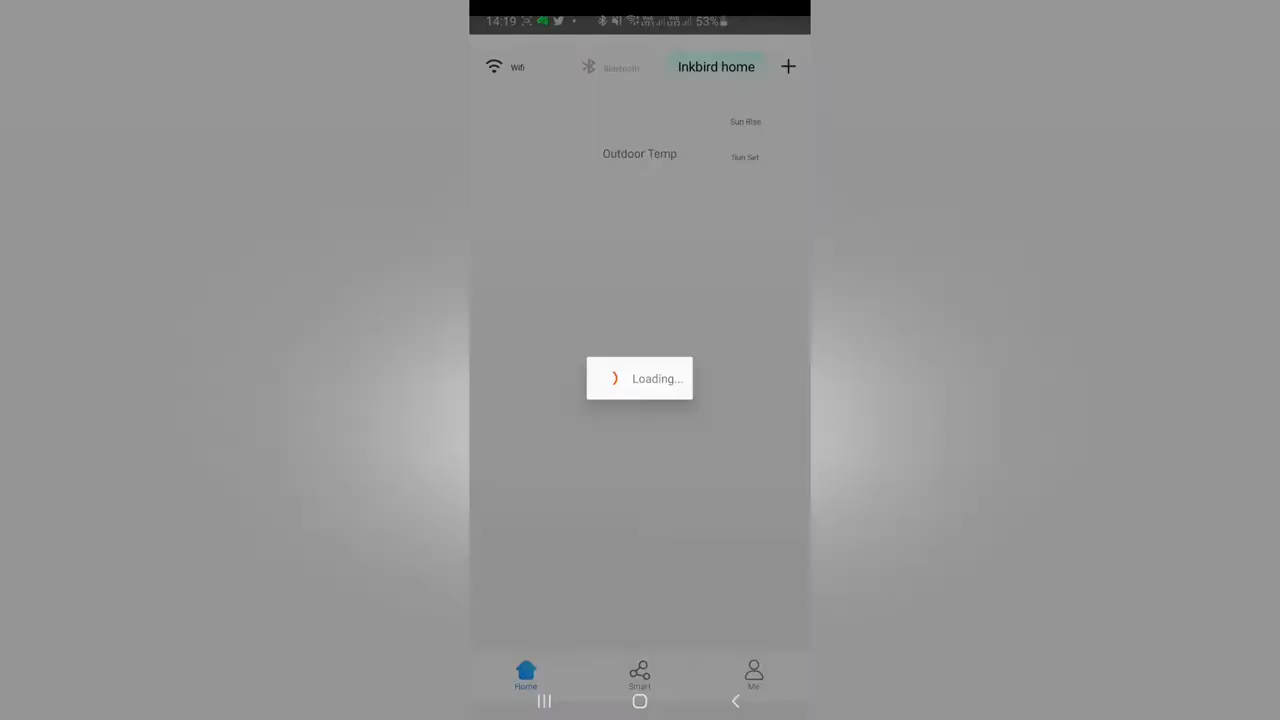 14:19 53%
Wifi Bluetooth Inkbird home
Sun Rise
Outdoor Temp Sun Set
Loading...
Home Smart Me